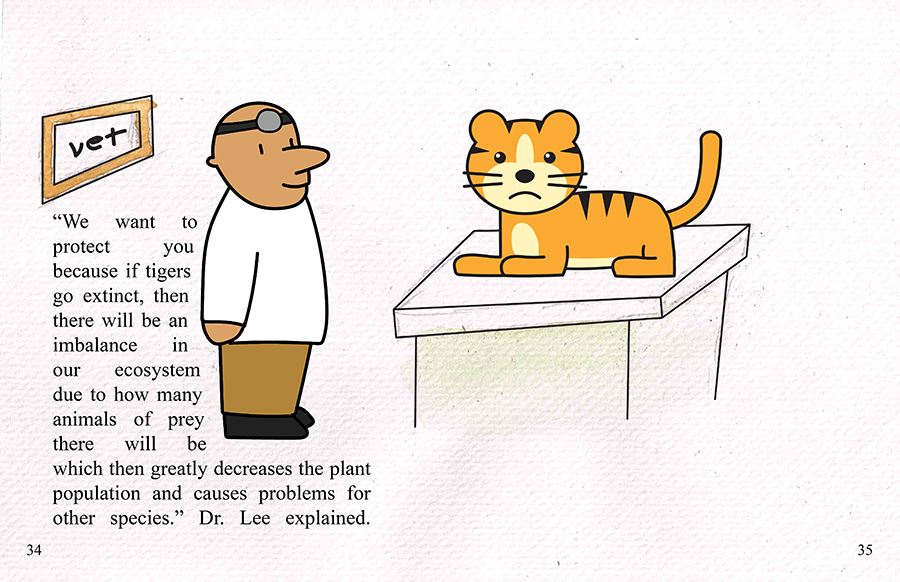 vet
“We want to
protect you
because if tigers
go extinct, then
there will be an
imbalance in
our ecosystem
due to how many
animals of prey
there will be
which then greatly decreases the plant
population and causes problems for
other species.” Dr. Lee explained.
34
35